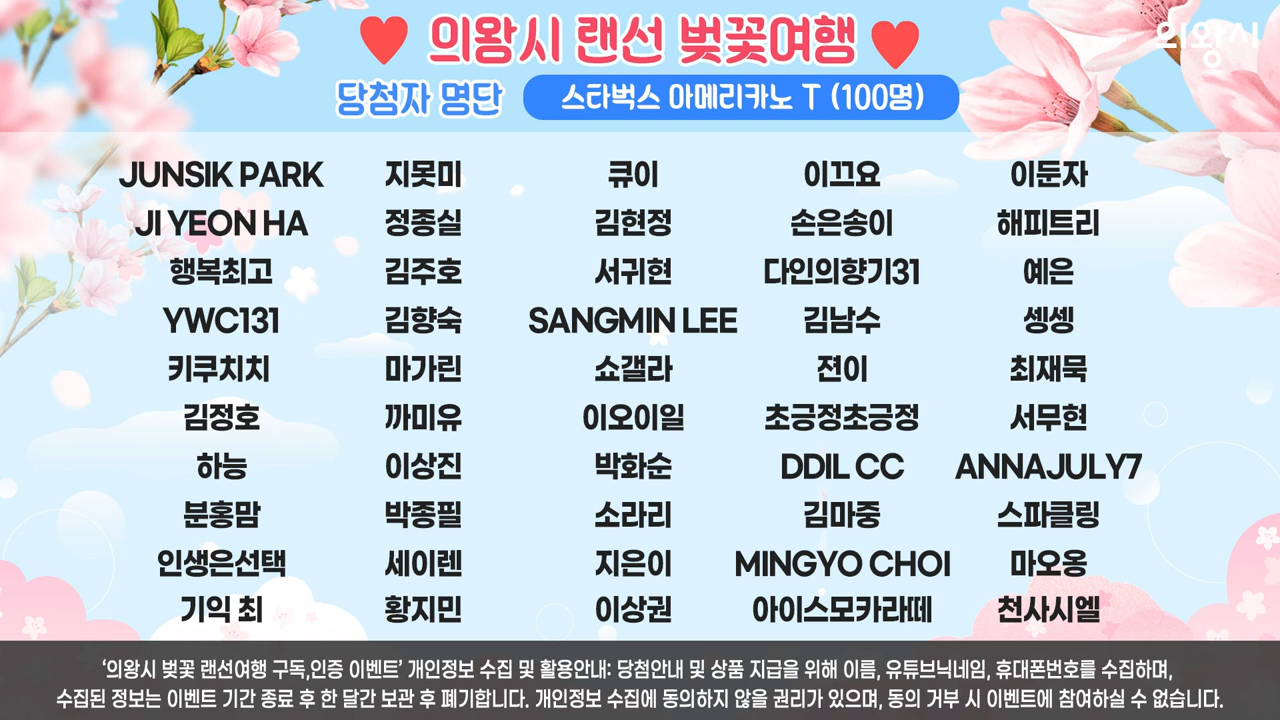 의왕시 랜선 벚꽃여행
의왕시
당첨자 명단 스타벅스 아메리카노 T (100명)
JUNSIK PARK 지못미 큐이 이끄요 이둔자
JI YEON HA 정종실 김현정 손은송이 해피트리
행복최고 김주호 서귀현 다인의향기31 예은
YWC131 김향숙 SANGMIN LEE 김남수 셍셍
키쿠치치 마가린 쇼갤라 젼이 최재묵
김정호 까미유 이오이일 초긍정초긍정 서무현
하능 이상진 박화순 DDIL CC ANNAJULY7
분홍맘 박종필 소라리 김마중 스파클링
인생은선택 세이렌 지은이 MINGYO CHOI 마오옹
기익 최 황지민 이상권 아이스모카라떼 천사시엘
‘의왕시 벚꽃 랜선여행 구독,인증 이벤트’ 개인정보 수집 및 활용안내: 당첨안내 및 상품 지급을 위해 이름, 유튜브닉네임, 휴대폰번호를 수집하며,
수집된 정보는 이벤트 기간 종료 후 한 달간 보관 후 폐기합니다. 개인정보 수집에 동의하지 않을 권리가 있으며, 동의 거부 시 이벤트에 참여하실 수 없습니다.